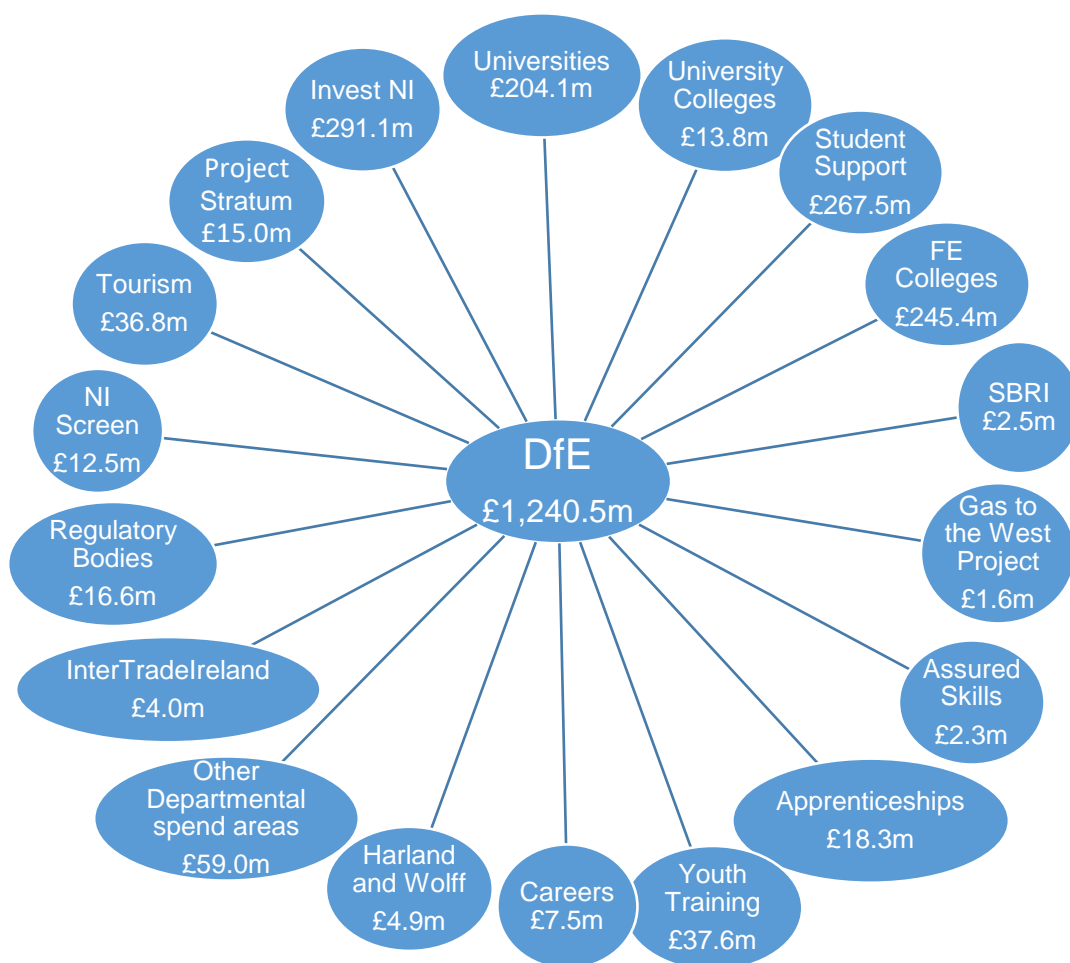 Universities
£204.1m
University
Colleges
£13.8m
Student
Support
£267.5m
FE
Colleges
£245.4m
SBRI
£2.5m
Gas to
the West
Project
£1.6m
Assured
Skills
£2.3m
Apprenticeships
£18.3m
Youth
Training
£37.6m
Careers
£7.5m
Harland
and Wolff
£4.9m
Other
Departmental
spend areas
£59.0m
InterTradeIreland
£4.0m
Regulatory
Bodies
£16.6m
NI
Screen
£12.5m
Tourism
£36.8m
Project
Stratum
£15.0m
Invest NI
£291.1m
DfE
£1,240.5m